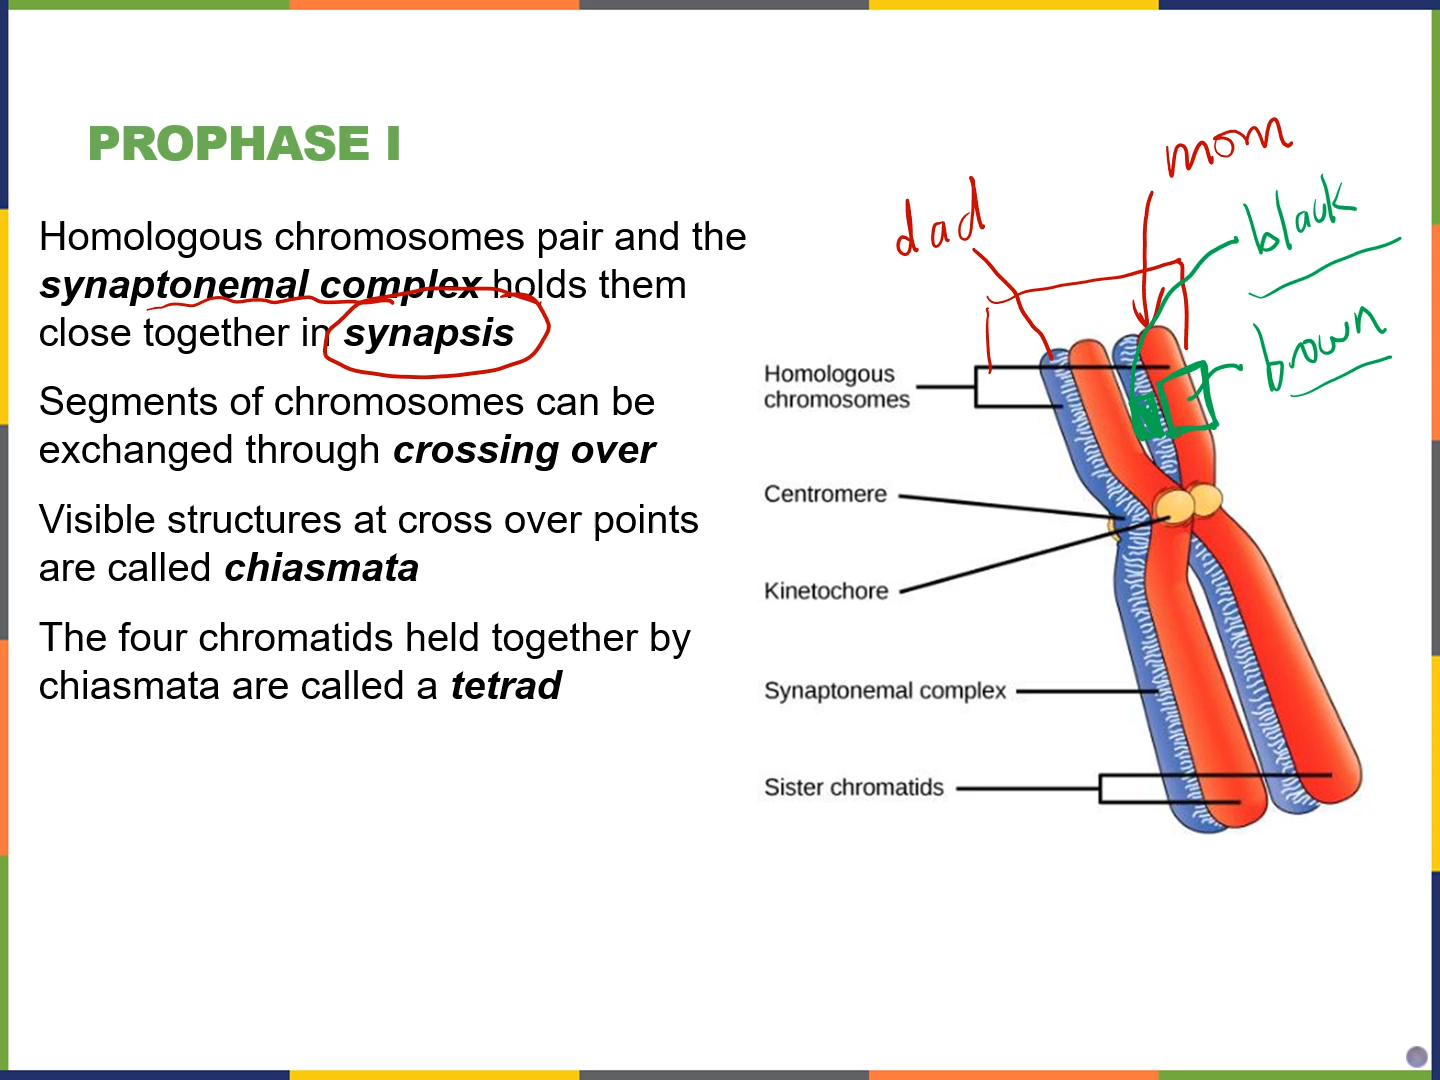 PROPHASE I
Homologous chromosomes pair and the
synaptonemal complex holds them
close together in synapsis
Segments of chromosomes can be
exchanged through crossing over
Visible structures at cross over points
are called chiasmata
The four chromatids held together by
chiasmata are called a tetrad
mom
dad
black
brown
Homologous
chromosomes
Centromere
Kinetochore
Synaptonemal complex
Sister chromatids